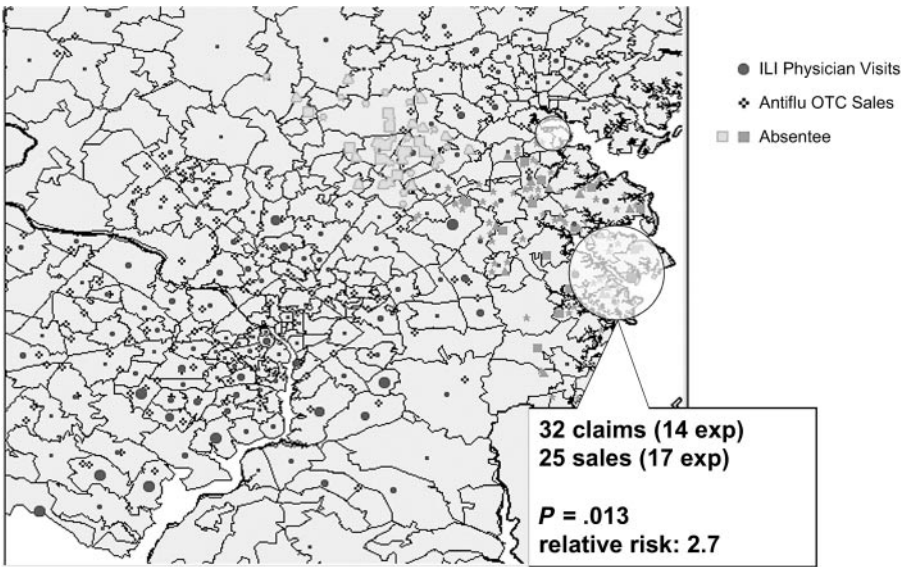 ILI Physician Visits
Antiflu OTC Sales
Absentee
32 claims (14 exp)
25 sales (17 exp)
P = .013
relative risk: 2.7